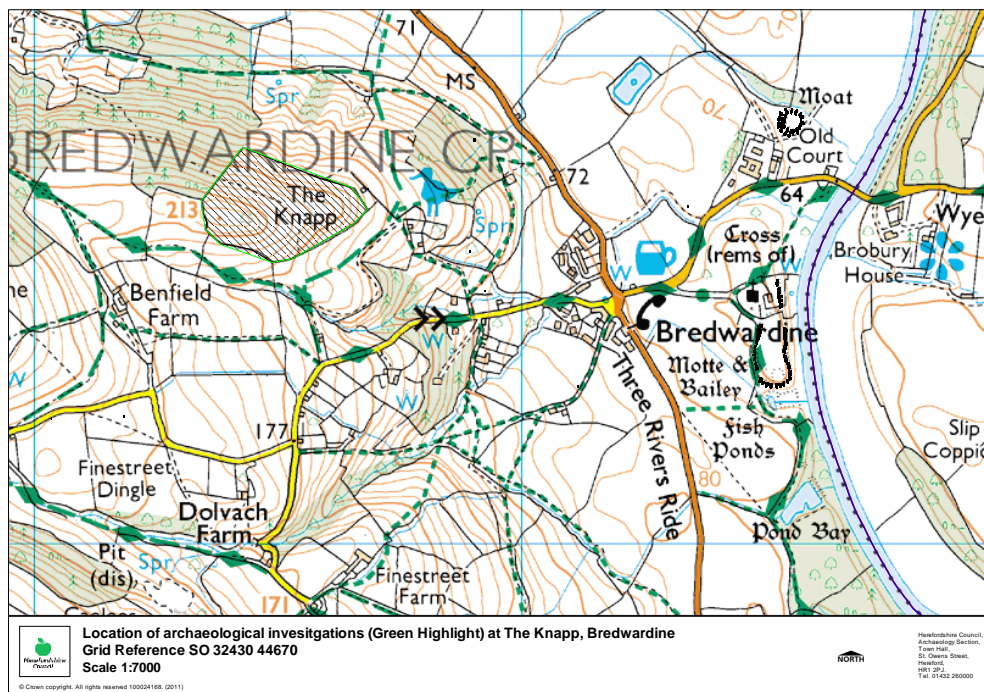 71
MS
Spr
70
Moat
Old
Court
BREDWARDINE CP
The
Knapp
213
72
64
Spr
Wye
Cross
(rems of)
W
W
Brobury
House
ne
Benfield
Farm
W
Bredwardine
Motte &
Bailey
W
W
Three Rivers Ride
177
Fish
Ponds
Slip
Coppi
Finestreet
Dingle
80
Dolvach
Farm
Pond Bay
Pit
(dis)
Spr
Finestreet
Farm
171
Location of archaeological invesitgations (Green Highlight) at The Knapp, Bredwardine
Grid Reference SO 32430 44670
Scale 1:7000
Herefordshire
Council
NORTH
Herefordshire Council,
Archaeology Section,
Town Hall,
St. Owens Street,
Hereford,
HR1 2PJ.
Tel. 01432 260000
© Crown copyright. All rights reserved 100024168. (2011)